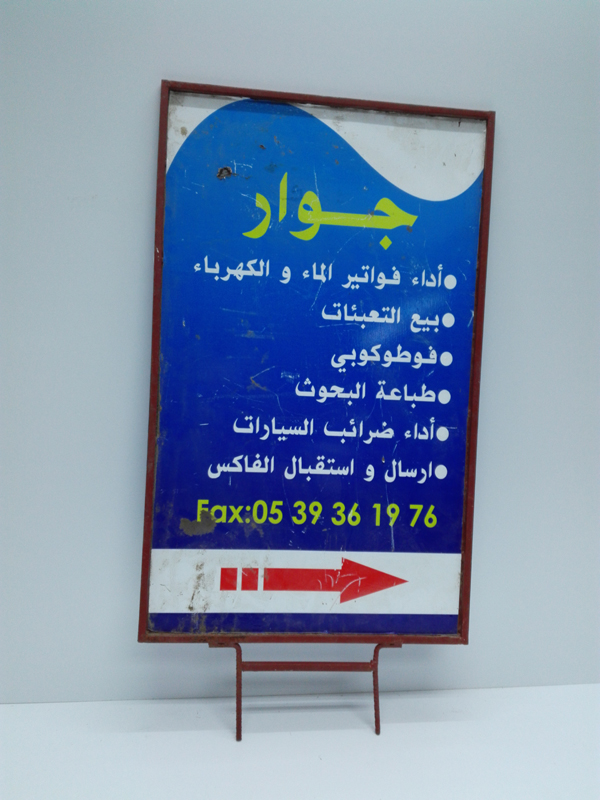 جوار
•أداء فواتير الماء و الكهرباء
•بيع التعبئات
•فوطوكوبي
•طباعة البحوث
•أداء ضرائب السيارات
•ارسال و استقبال الفاكس
Fax:05 39 36 19 76